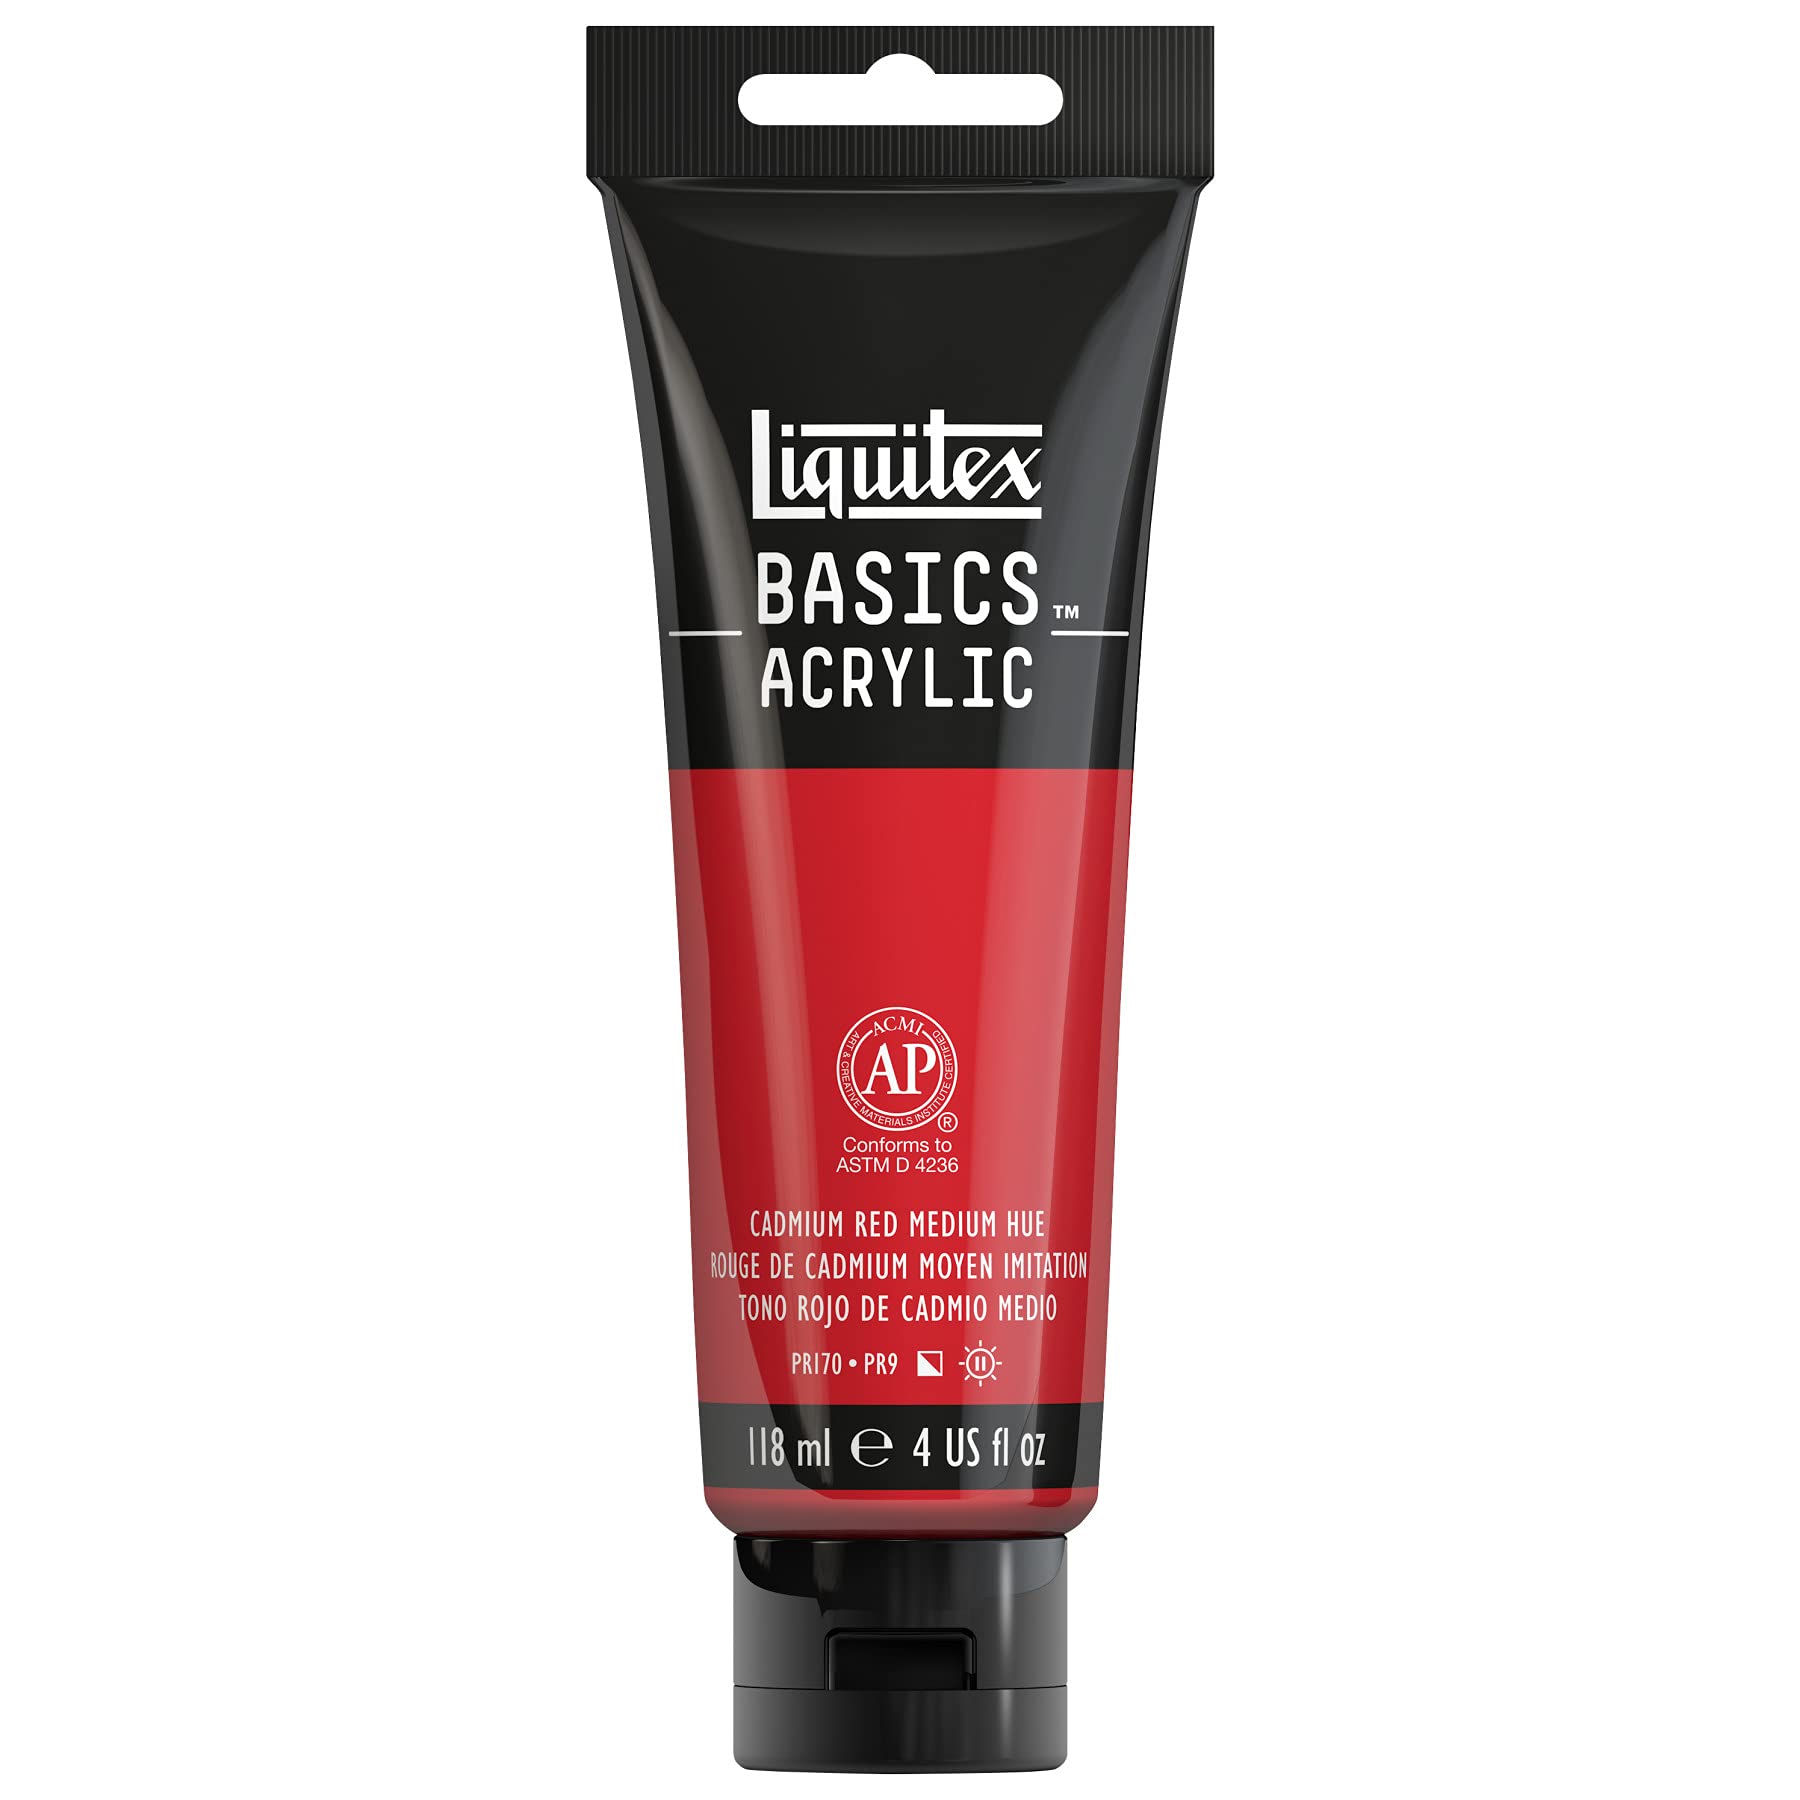 Liquitex
BASICS™
ACRYLIC
ACMI
ART & CREATIVE MATERIALS INSTITUTE CERTIFIED
AP
®
Conforms to
ASTM D 4236
CADMIUM RED MEDIUM HUE
ROUGE DE CADMIUM MOYEN IMITATION
TONO ROJO DE CADMIO MEDIO
PR170 • PR9 II
118 ml ℮ 4 US fl oz